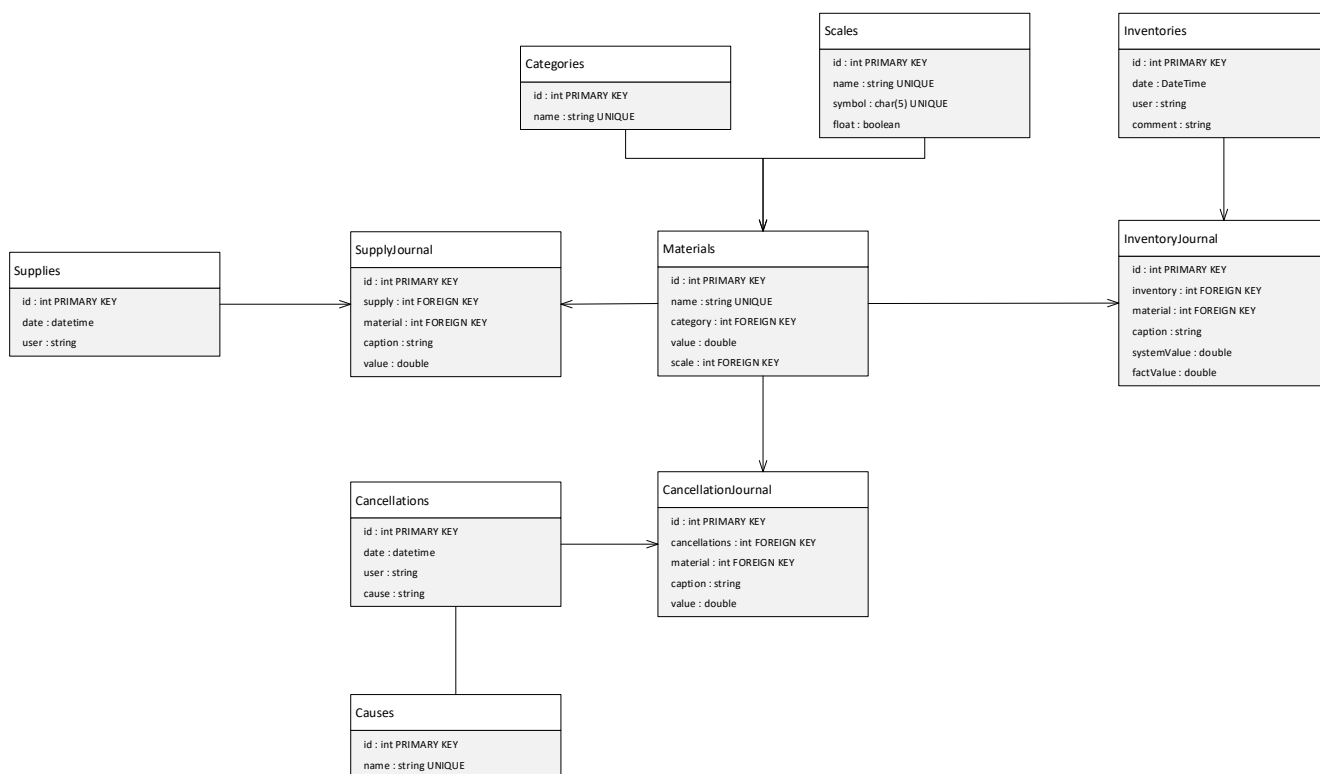 Categories
id : int PRIMARY KEY
name : string UNIQUE
Scales
id : int PRIMARY KEY
name : string UNIQUE
symbol : char(5) UNIQUE
float : boolean
Inventories
id : int PRIMARY KEY
date : DateTime
user : string
comment : string
Supplies
id : int PRIMARY KEY
date : datetime
user : string
SupplyJournal
id : int PRIMARY KEY
supply : int FOREIGN KEY
material : int FOREIGN KEY
caption : string
value : double
Materials
id : int PRIMARY KEY
name : string UNIQUE
category : int FOREIGN KEY
value : double
scale : int FOREIGN KEY
InventoryJournal
id : int PRIMARY KEY
inventory : int FOREIGN KEY
material : int FOREIGN KEY
caption : string
systemValue : double
factValue : double
Cancellations
id : int PRIMARY KEY
date : datetime
user : string
cause : string
CancellationJournal
id : int PRIMARY KEY
cancellations : int FOREIGN KEY
material : int FOREIGN KEY
caption : string
value : double
Causes
id : int PRIMARY KEY
name : string UNIQUE